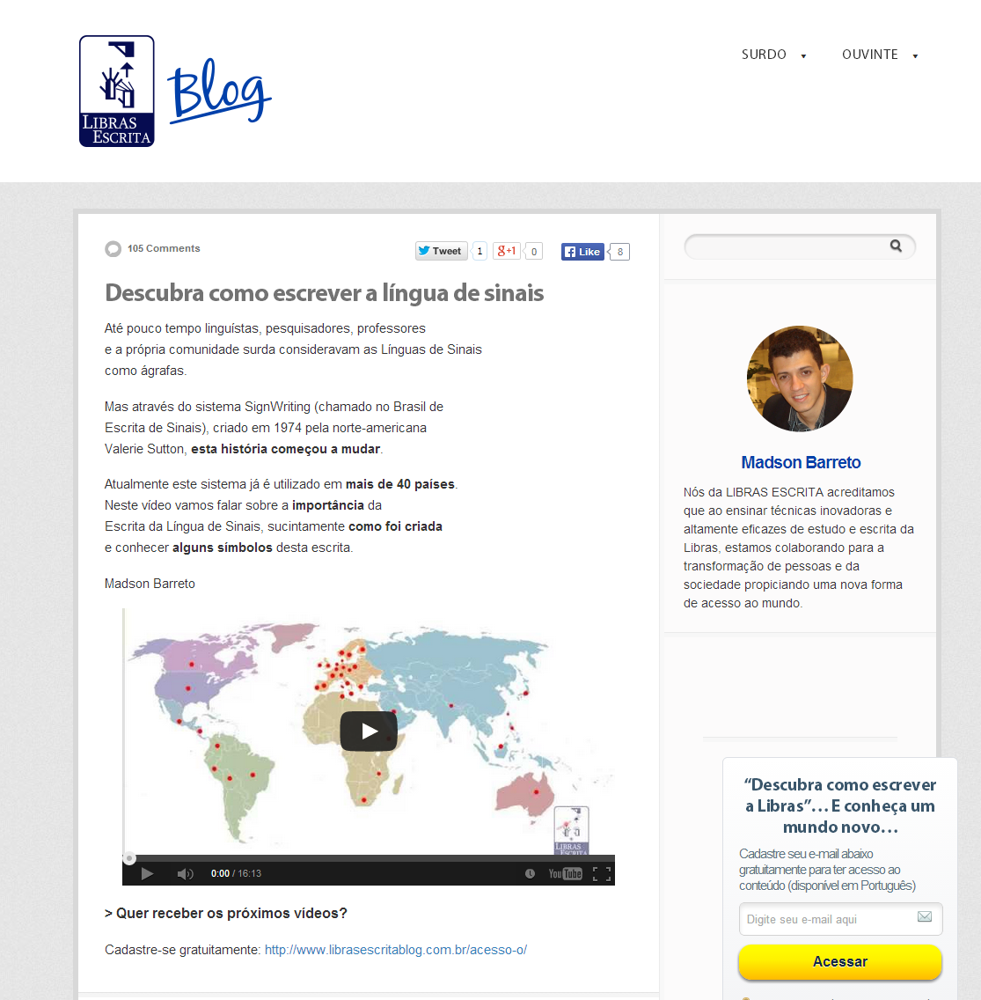 LIBRAS
ESCRITA
Blog
SURDO
OUVINTE
105 Comments
Tweet
1
g+1
0
Like
8
Descubra como escrever a língua de sinais
Até pouco tempo linguístas, pesquisadores, professores
e a própria comunidade surda consideravam as Línguas de Sinais
como ágrafas.
Mas através do sistema SignWriting (chamado no Brasil de
Escrita de Sinais), criado em 1974 pela norte-americana
Valerie Sutton, esta história começou a mudar.
Atualmente este sistema já é utilizado em mais de 40 países.
Neste vídeo vamos falar sobre a importância da
Escrita da Língua de Sinais, sucintamente como foi criada
e conhecer alguns símbolos desta escrita.
Madson Barreto
LIBRAS
ESCRITA
0:00 / 16:13
YouTube
> Quer receber os próximos vídeos?
Cadastre-se gratuitamente: http://www.librasescritablog.com.br/acesso-o/
Madson Barreto
Nós da LIBRAS ESCRITA acreditamos
que ao ensinar técnicas inovadoras e
altamente eficazes de estudo e escrita da
Libras, estamos colaborando para a
transformação de pessoas e da
sociedade propiciando uma nova forma
de acesso ao mundo.
“Descubra como escrever
a Libras”… E conheça um
mundo novo…
Cadastre seu e-mail abaixo
gratuitamente para ter acesso ao
conteúdo (disponível em Português)
Digite seu e-mail aqui
Acessar